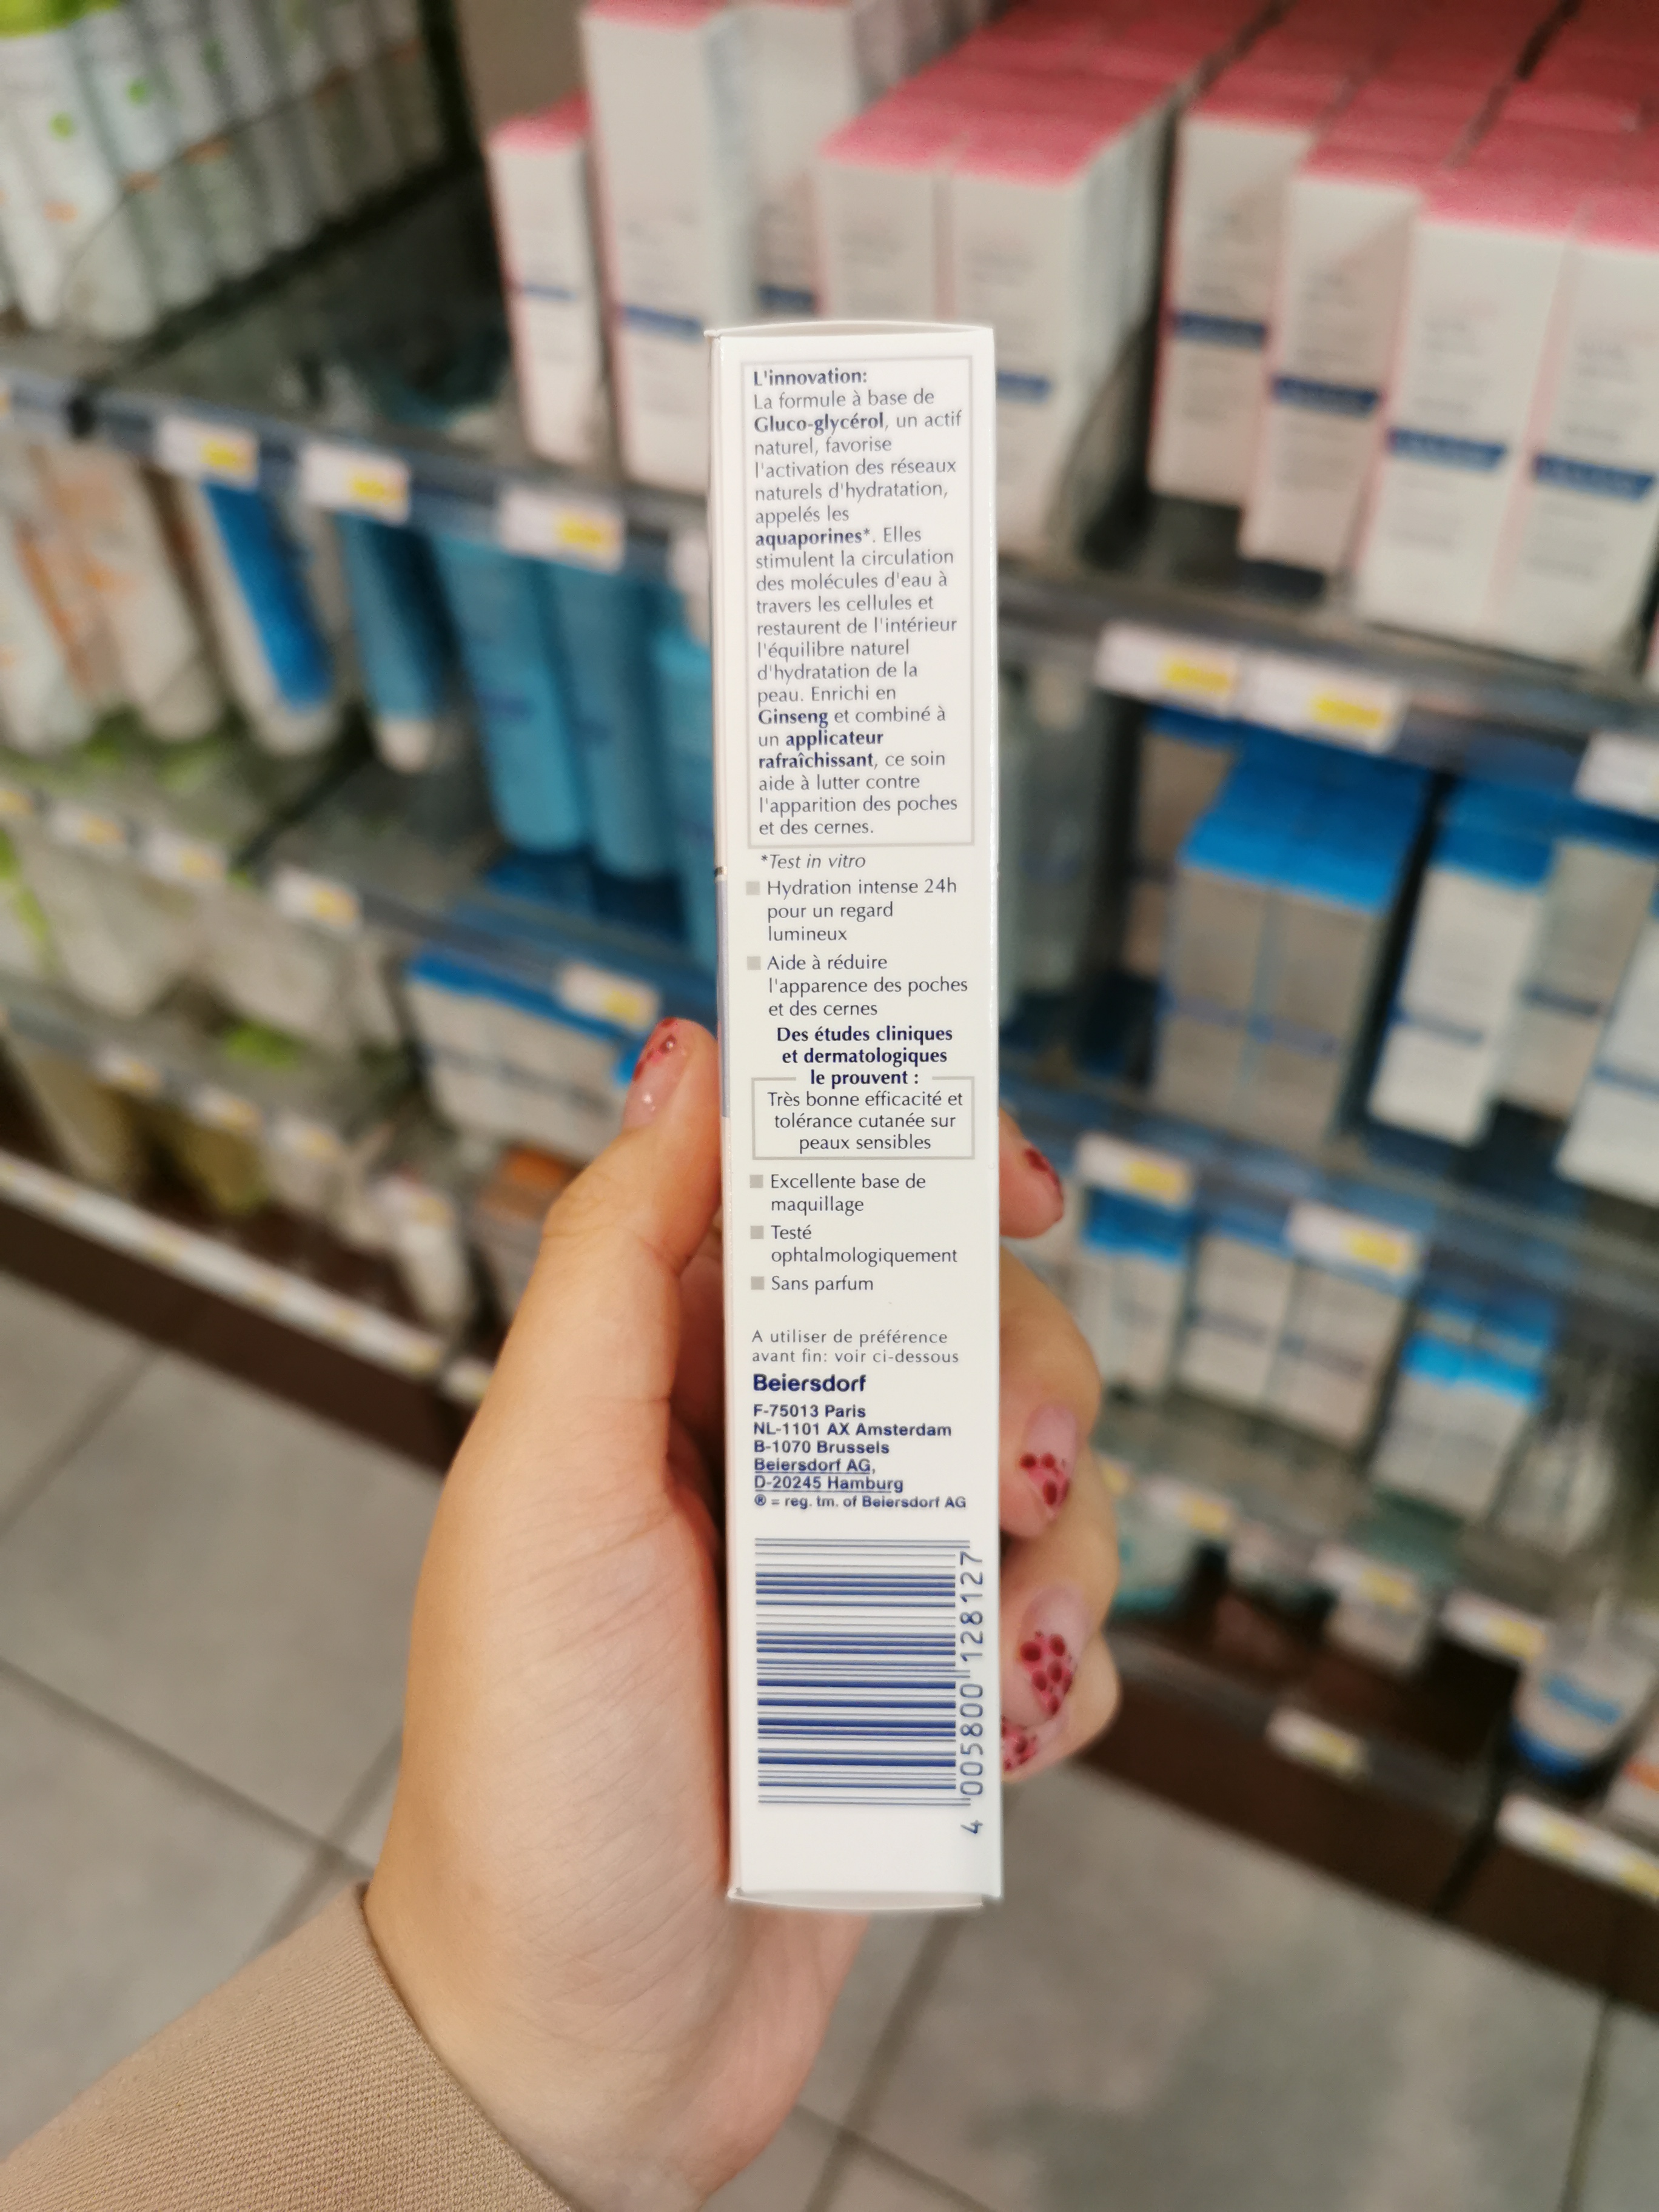 L'innovation:
La formule à base de
Gluco-glycérol, un actif
naturel, favorise
l'activation des réseaux
naturels d'hydratation,
appelés les
aquaporines*. Elles
stimulent la circulation
des molécules d'eau à
travers les cellules et
restaurent de l'intérieur
l'équilibre naturel
d'hydratation de la
peau. Enrichi en
Ginseng et combiné à
un applicateur
rafraîchissant, ce soin
aide à lutter contre
l'apparition des poches
et des cernes.
*Test in vitro
Hydration intense 24h
pour un regard
lumineux
Aide à réduire
l'apparence des poches
et des cernes
Des études cliniques
et dermatologiques
le prouvent :
Très bonne efficacité et
tolérance cutanée sur
peaux sensibles
Excellente base de
maquillage
Testé
ophtalmologiquement
Sans parfum
A utiliser de préférence
avant fin: voir ci-dessous
Beiersdorf
F-75013 Paris
NL-1101 AX Amsterdam
B-1070 Brussels
Beiersdorf AG,
D-20245 Hamburg
® = reg. tm. of Beiersdorf AG
4 005800 128127